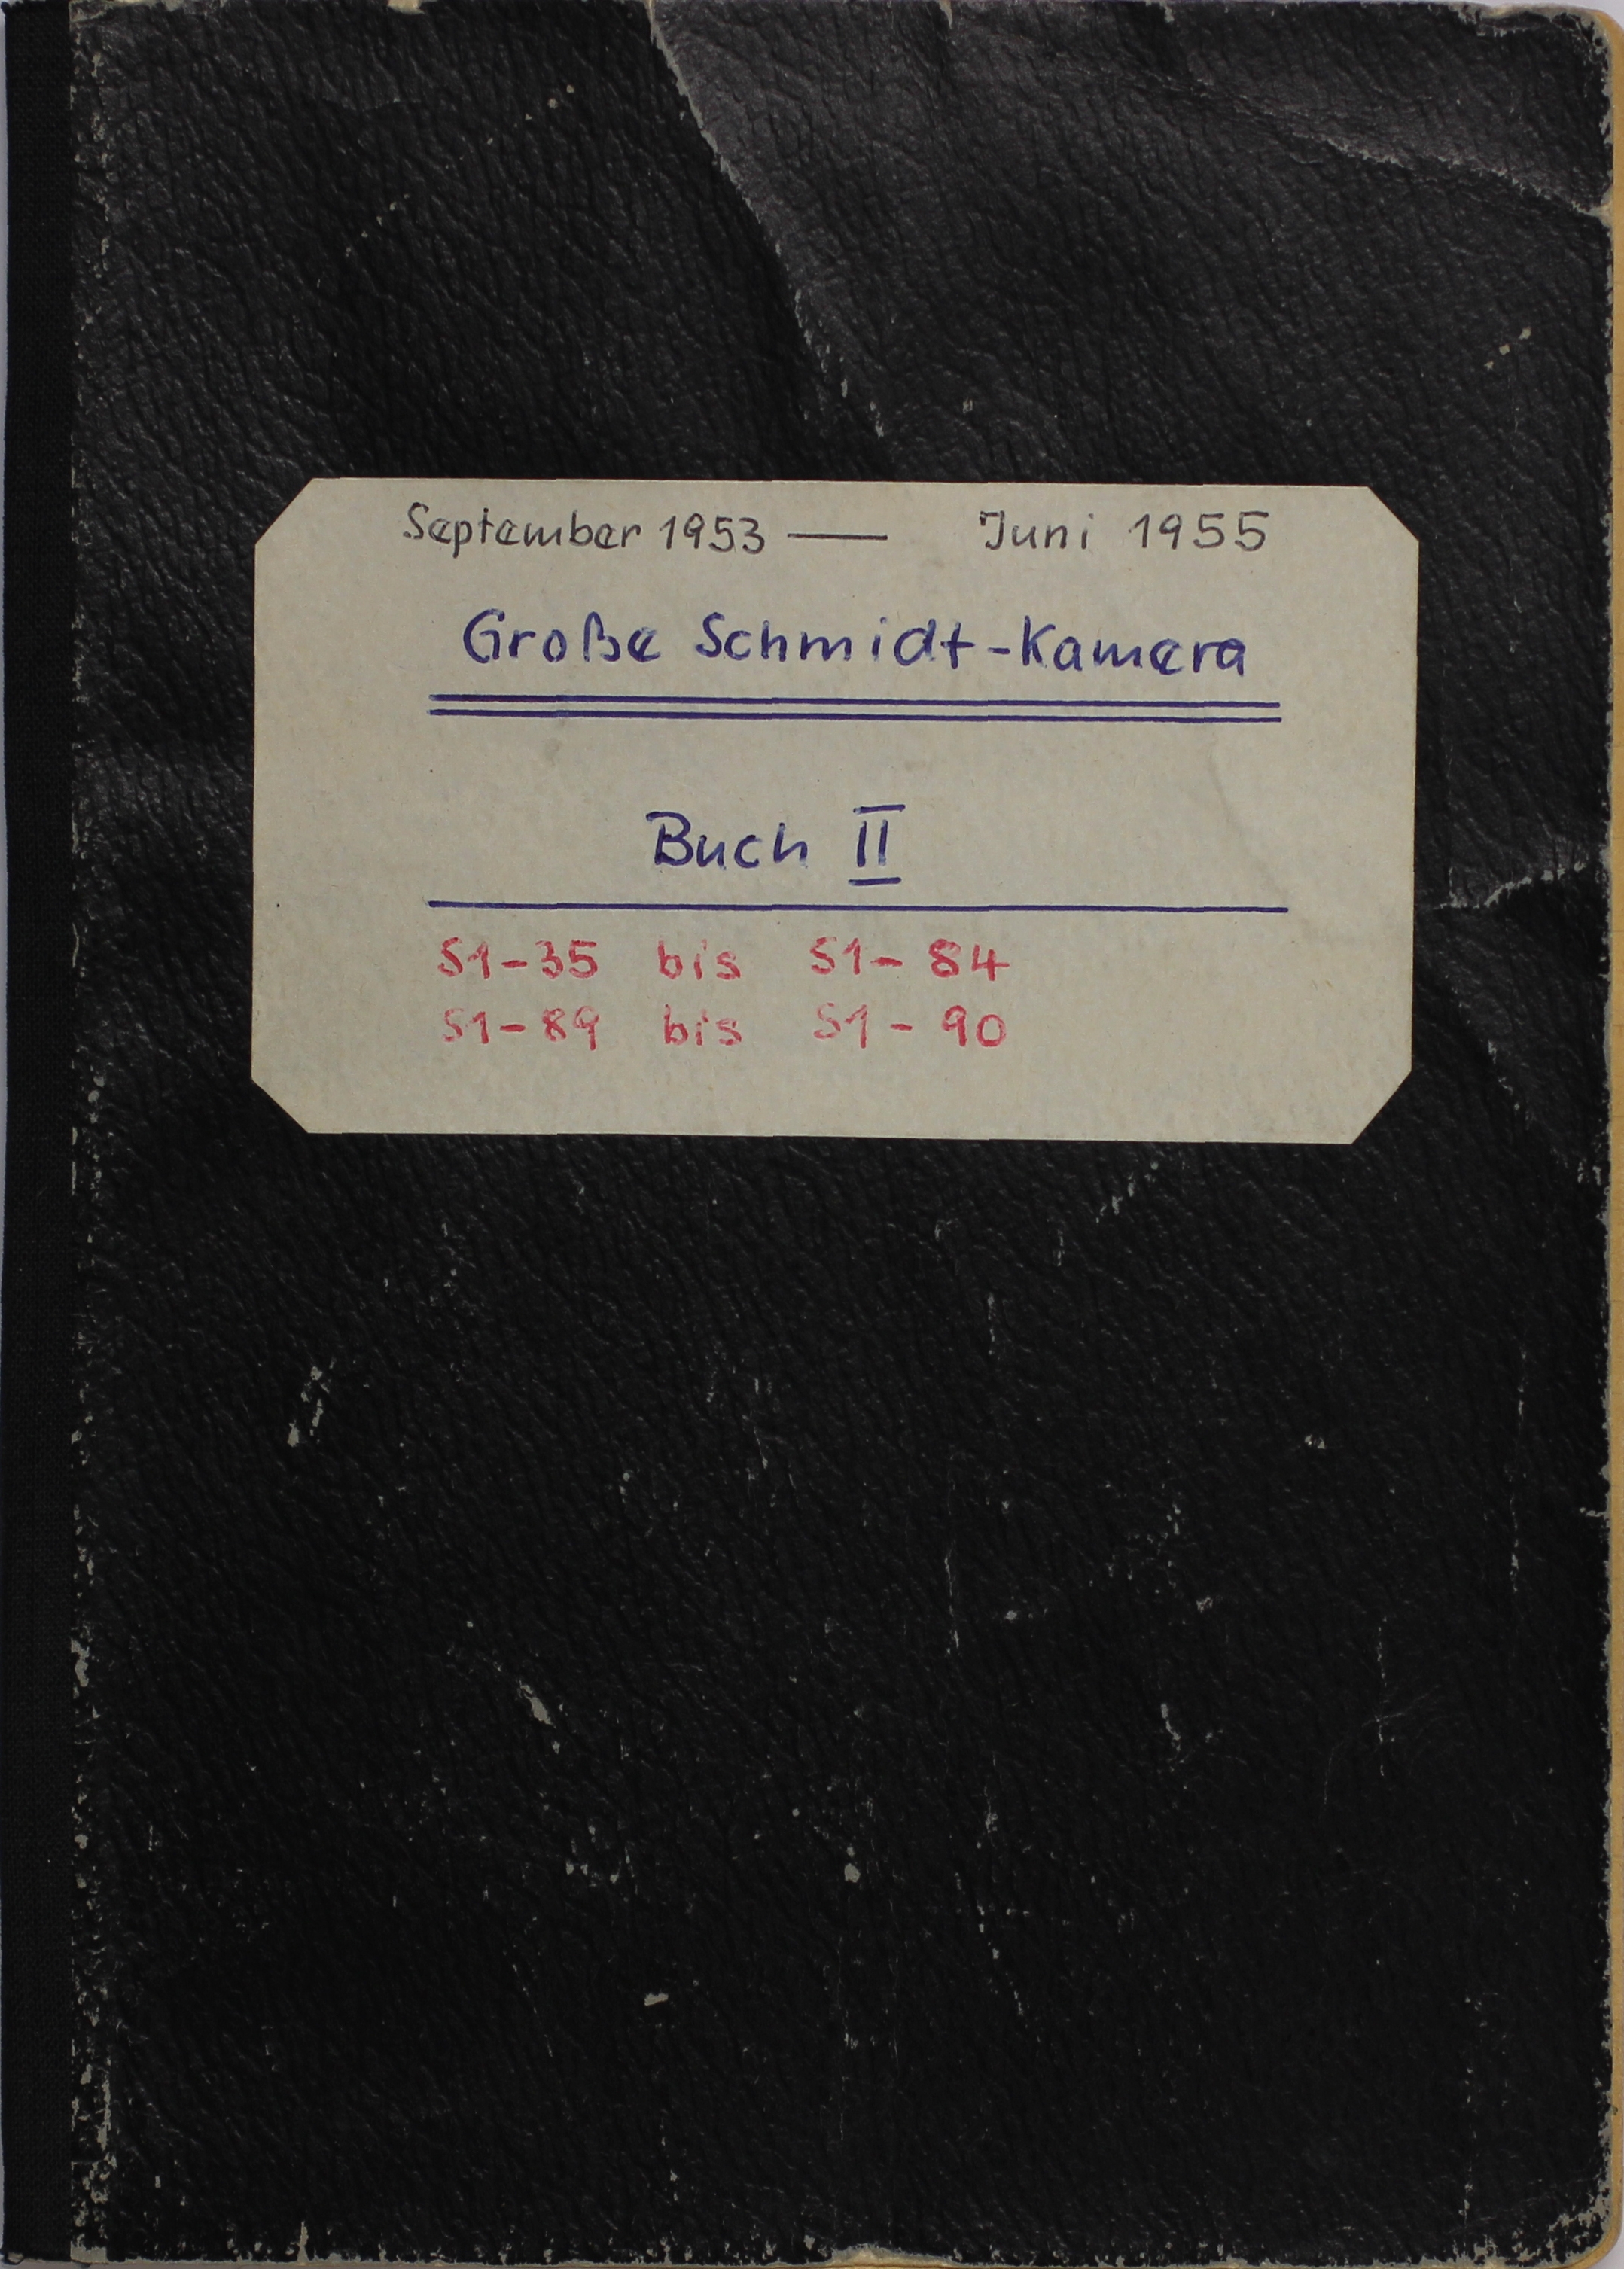 September 1953 — Juni 1955
Große Schmidt-Kamera
Buch II
S1-35 bis S1-84
S1-89 bis S1-90